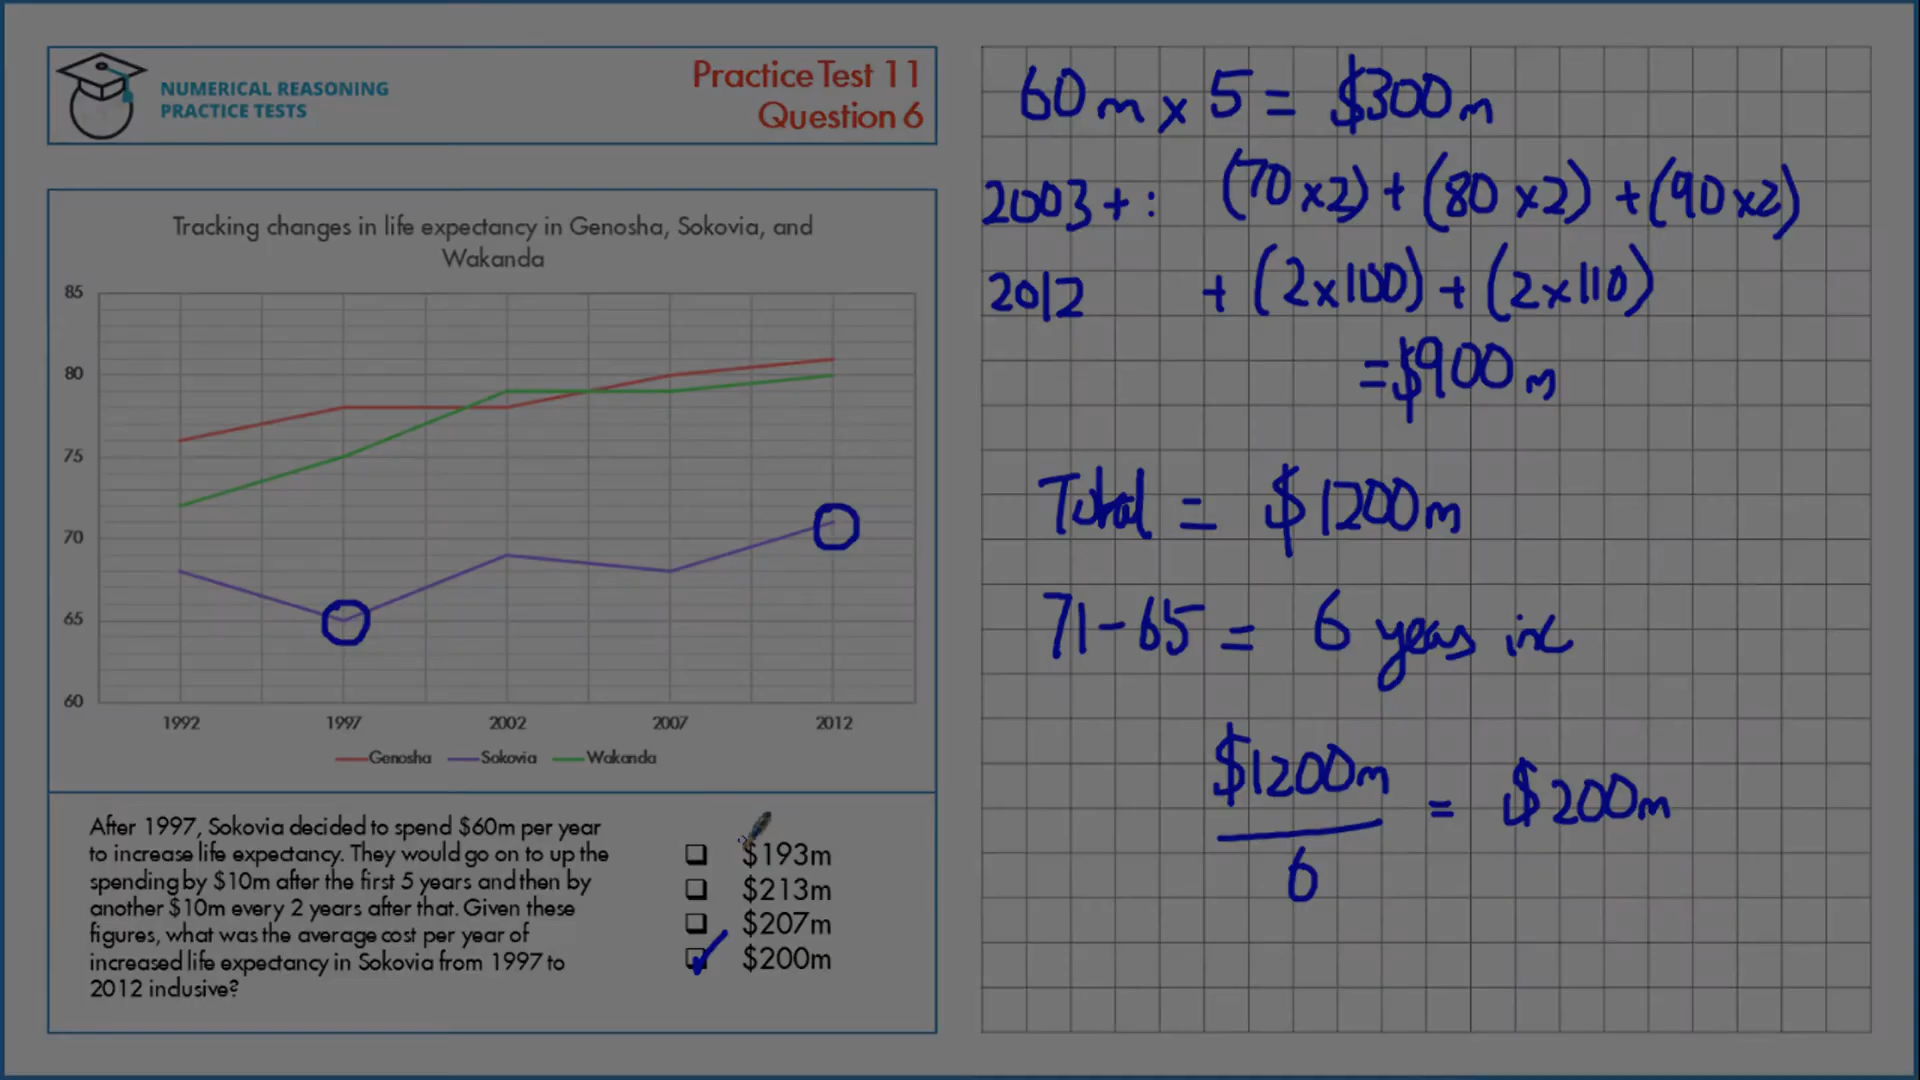 NUMERICAL REASONING
PRACTICE TESTS
Practice Test 11
Question 6
Tracking changes in life expectancy in Genosha, Sokovia, and
Wakanda
85
80
75
70
65
60
1992 1997 2002 2007 2012
Genosha Sokovia Wakanda
After 1997, Sokovia decided to spend $60m per year
to increase life expectancy. They would go on to up the
spending by $10m after the first 5 years and then by
another $10m every 2 years after that. Given these
figures, what was the average cost per year of
increased life expectancy in Sokovia from 1997 to
2012 inclusive?
$193m
$213m
$207m
$200m
60m x 5 = $300m
2003+: (70x2) + (80x2) + (90x2)
2012 + (2x100) + (2x110)
= $900m
Total = $1200m
71-65 = 6 years inc
$1200m
= $200m
6